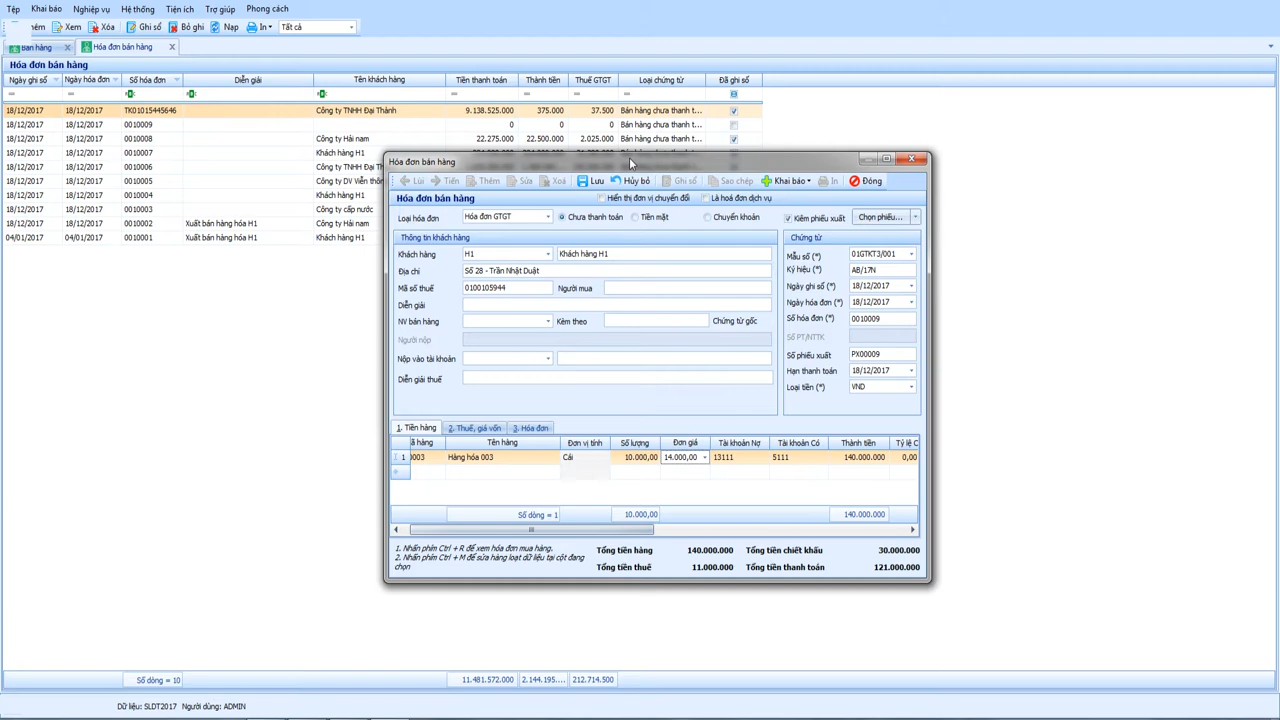 Tệp Khai báo Nghiệp vụ Hệ thống Tiện ích Trợ giúp Phong cách
Xem Xóa Ghi sổ Bỏ ghi Nạp In Tất cả
Bán hàng Hóa đơn bán hàng
Hóa đơn bán hàng
Ngày ghi sổ Ngày hóa đơn Số hóa đơn Diễn giải Tên khách hàng Tiền thanh toán Thành tiền Thuế GTGT Loại chứng từ Đã ghi sổ
18/12/2017 18/12/2017 TK01015445646 Công ty TNHH Đại Thành 9.138.525.000 375.000 37.500 Bán hàng chưa thanh t...
18/12/2017 18/12/2017 0010009 0 0 0 Bán hàng chưa thanh t...
18/12/2017 18/12/2017 0010008 Công ty Hải nam 22.275.000 22.500.000 2.025.000 Bán hàng chưa thanh t...
18/12/2017 18/12/2017 0010007 Khách hàng H1
18/12/2017 18/12/2017 0010006 Công ty TNHH Đạ
18/12/2017 18/12/2017 0010005 Công ty DV Viễn thôn
18/12/2017 18/12/2017 0010004 Khách hàng H1
18/12/2017 18/12/2017 0010003 Công ty cấp nước
18/12/2017 18/12/2017 0010002 Xuất bán hàng hóa H1 Công ty Hải nam
04/01/2017 04/01/2017 0010001 Xuất bán hàng hóa H1 Khách hàng H1
Hóa đơn bán hàng
Lùi Tiến Thêm Sửa Xoá Lưu Hủy bỏ Ghi sổ Sao chép Khai báo In Đóng
Hóa đơn bán hàng Hiển thị đơn vị chuyển đổi Là hoá đơn dịch vụ
Loại hóa đơn Hóa đơn GTGT Chưa thanh toán Tiền mặt Chuyển khoản Kiêm phiếu xuất Chọn phiếu...
Thông tin khách hàng Chứng từ
Khách hàng H1 Khách hàng H1 Mẫu số (*) 01GTKT3/001
Địa chỉ Số 28 - Trần Nhật Duật Ký hiệu (*) AB/17N
Mã số thuế 0100105944 Người mua Ngày ghi sổ (*) 18/12/2017
Diễn giải Ngày hóa đơn (*) 18/12/2017
NV bán hàng Kèm theo Chứng từ gốc Số hóa đơn (*) 0010009
Người nộp Số PT/NTTK
Nộp vào tài khoản Số phiếu xuất PX00009
Hạn thanh toán 18/12/2017
Diễn giải thuế Loại tiền (*) VND
1. Tiền hàng 2. Thuế, giá vốn 3. Hóa đơn
ã hàng Tên hàng Đơn vị tính Số lượng Đơn giá Tài khoản Nợ Tài khoản Có Thành tiền Tỷ lệ C
1 0003 Hàng hóa 003 Cái 10.000,00 14.000,00 13111 5111 140.000.000 0,00
Số dòng = 1 10.000,00 140.000.000
1. Nhấn phím Ctrl + R để xem hóa đơn mua hàng.
2. Nhấn phím Ctrl + M để sửa hàng loạt dữ liệu tại cột đang
chọn
Tổng tiền hàng 140.000.000 Tổng tiền chiết khấu 30.000.000
Tổng tiền thuế 11.000.000 Tổng tiền thanh toán 121.000.000
Số dòng = 10 11.481.572.000 2.144.195.... 212.714.500
Dữ liệu: SLDT2017 Người dùng: ADMIN